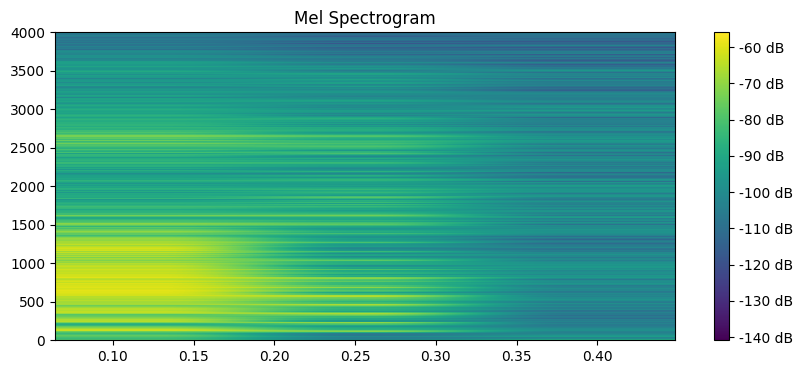 Mel Spectrogram
4000
3500
3000
2500
2000
1500
1000
500
0
0.10 0.15 0.20 0.25 0.30 0.35 0.40
-60 dB
-70 dB
-80 dB
-90 dB
-100 dB
-110 dB
-120 dB
-130 dB
-140 dB